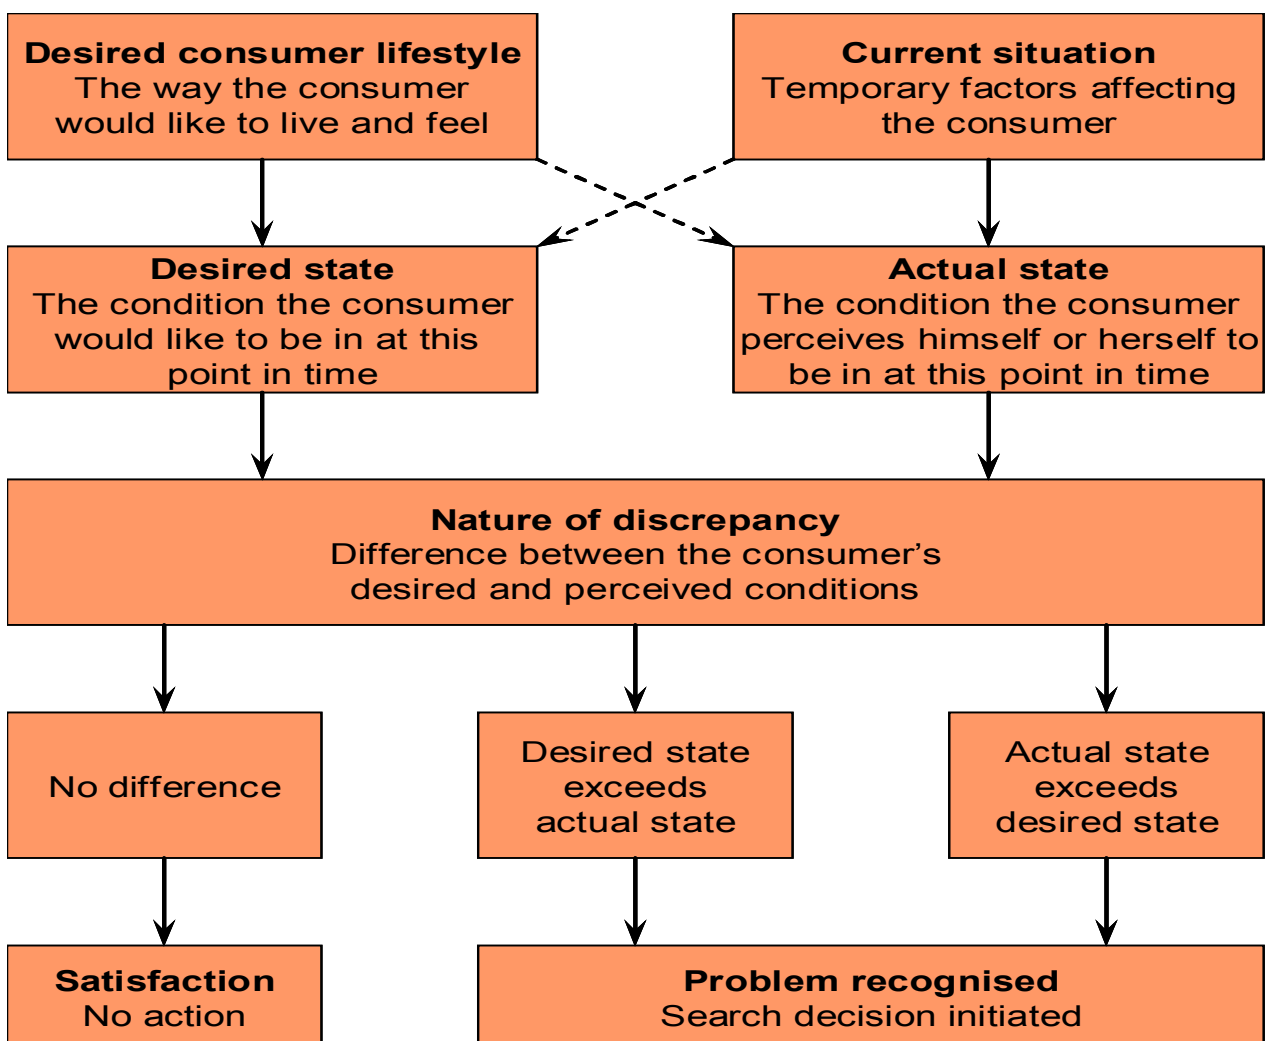 Desired consumer lifestyle
The way the consumer
would like to live and feel
Current situation
Temporary factors affecting
the consumer
Desired state
The condition the consumer
would like to be in at this
point in time
Actual state
The condition the consumer
perceives himself or herself to
be in at this point in time
Nature of discrepancy
Difference between the consumer’s
desired and perceived conditions
No difference
Desired state
exceeds
actual state
Actual state
exceeds
desired state
Satisfaction
No action
Problem recognised
Search decision initiated